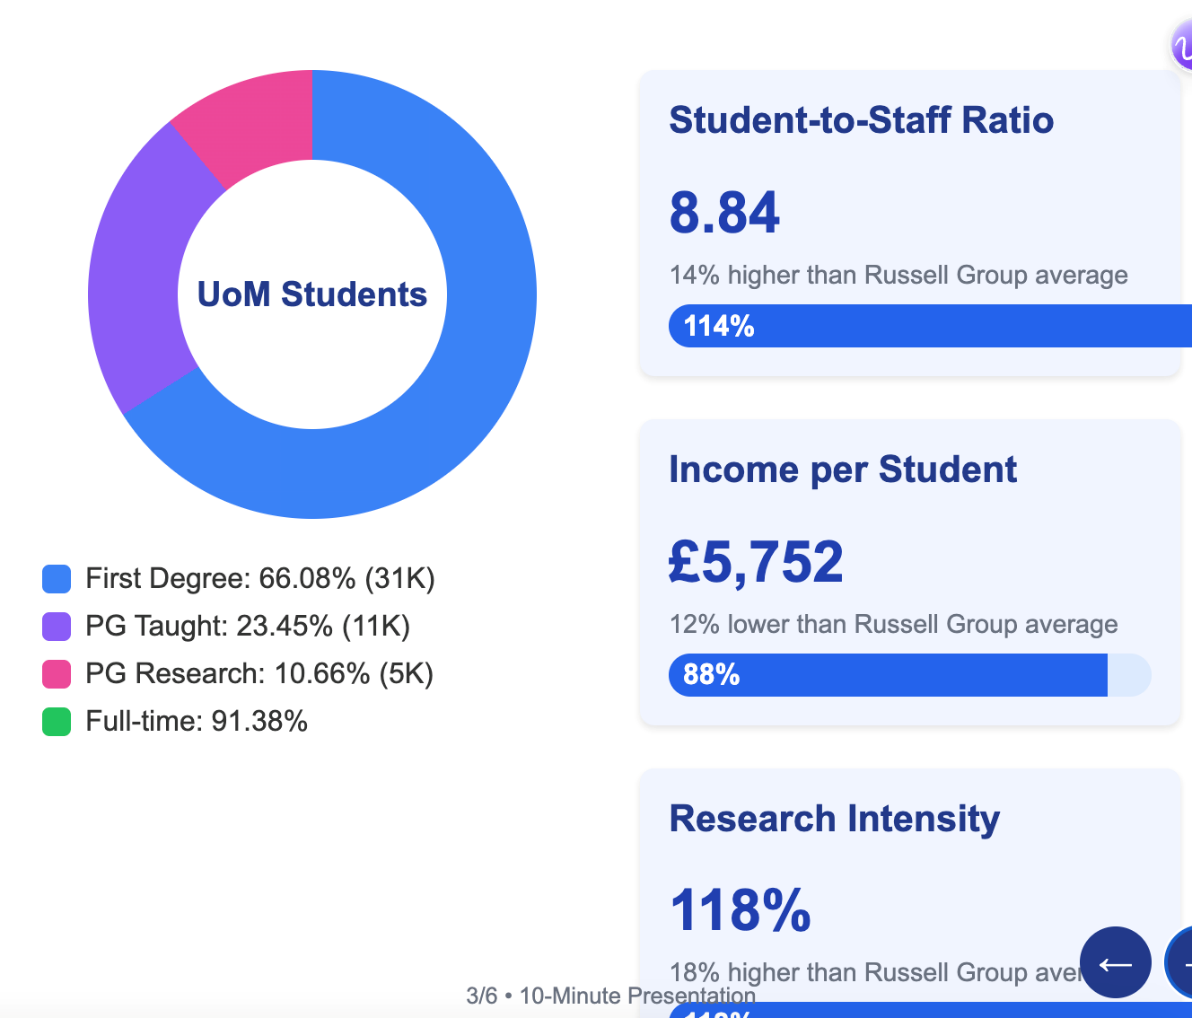 UoM Students
First Degree: 66.08% (31K)
PG Taught: 23.45% (11K)
PG Research: 10.66% (5K)
Full-time: 91.38%
Student-to-Staff Ratio
8.84
14% higher than Russell Group average
114%
Income per Student
£5,752
12% lower than Russell Group average
88%
Research Intensity
118%
18% higher than Russell Group
3/6 • 10-Minute Presentation
118%